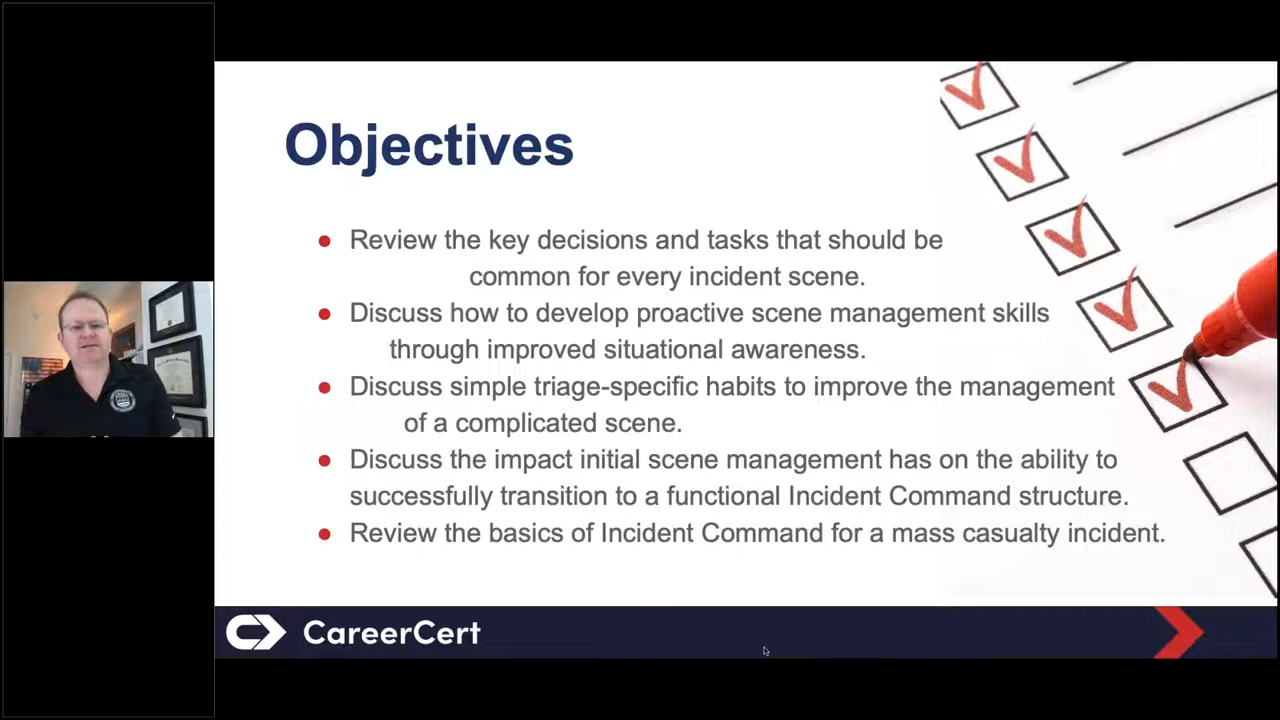 Objectives
● Review the key decisions and tasks that should be
common for every incident scene.
● Discuss how to develop proactive scene management skills
through improved situational awareness.
● Discuss simple triage-specific habits to improve the management
of a complicated scene.
● Discuss the impact initial scene management has on the ability to
successfully transition to a functional Incident Command structure.
● Review the basics of Incident Command for a mass casualty incident.
CareerCert